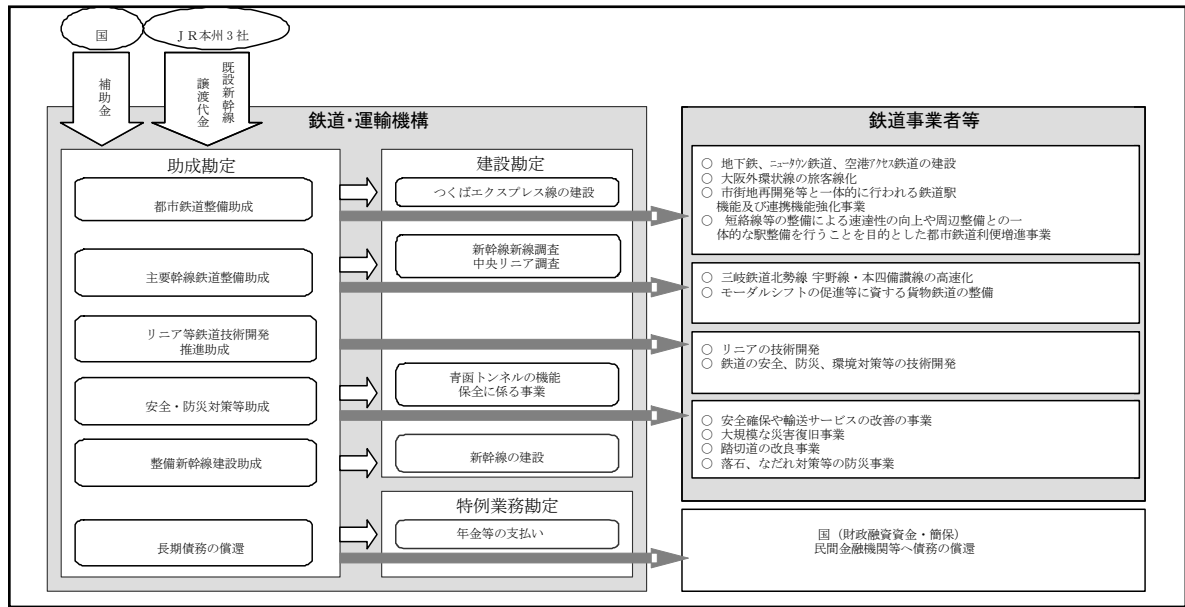 国
ＪＲ本州３社
補助金
既設新幹線
譲渡代金
鉄道・運輸機構
鉄道事業者等
助成勘定
都市鉄道整備助成
主要幹線鉄道整備助成
リニア等鉄道技術開発
推進助成
安全・防災対策等助成
整備新幹線建設助成
長期債務の償還
建設勘定
つくばエクスプレス線の建設
新幹線新線調査
中央リニア調査
青函トンネルの機能
保全に係る事業
新幹線の建設
特例業務勘定
年金等の支払い
○ 地下鉄、ﾆｭｰﾀｳﾝ鉄道、空港ｱｸｾｽ鉄道の建設
○ 大阪外環状線の旅客線化
○ 市街地再開発等と一体的に行われる鉄道駅
機能及び連携機能強化事業
○ 短絡線等の整備による速達性の向上や周辺整備との一
体的な駅整備を行うことを目的とした都市鉄道利便増進事業
○ 三岐鉄道北勢線 宇野線・本四備讃線の高速化
○ モーダルシフトの促進等に資する貨物鉄道の整備
○ リニアの技術開発
○ 鉄道の安全、防災、環境対策等の技術開発
○ 安全確保や輸送サービスの改善の事業
○ 大規模な災害復旧事業
○ 踏切道の改良事業
○ 落石、なだれ対策等の防災事業
国（財政融資資金・簡保）
民間金融機関等へ債務の償還